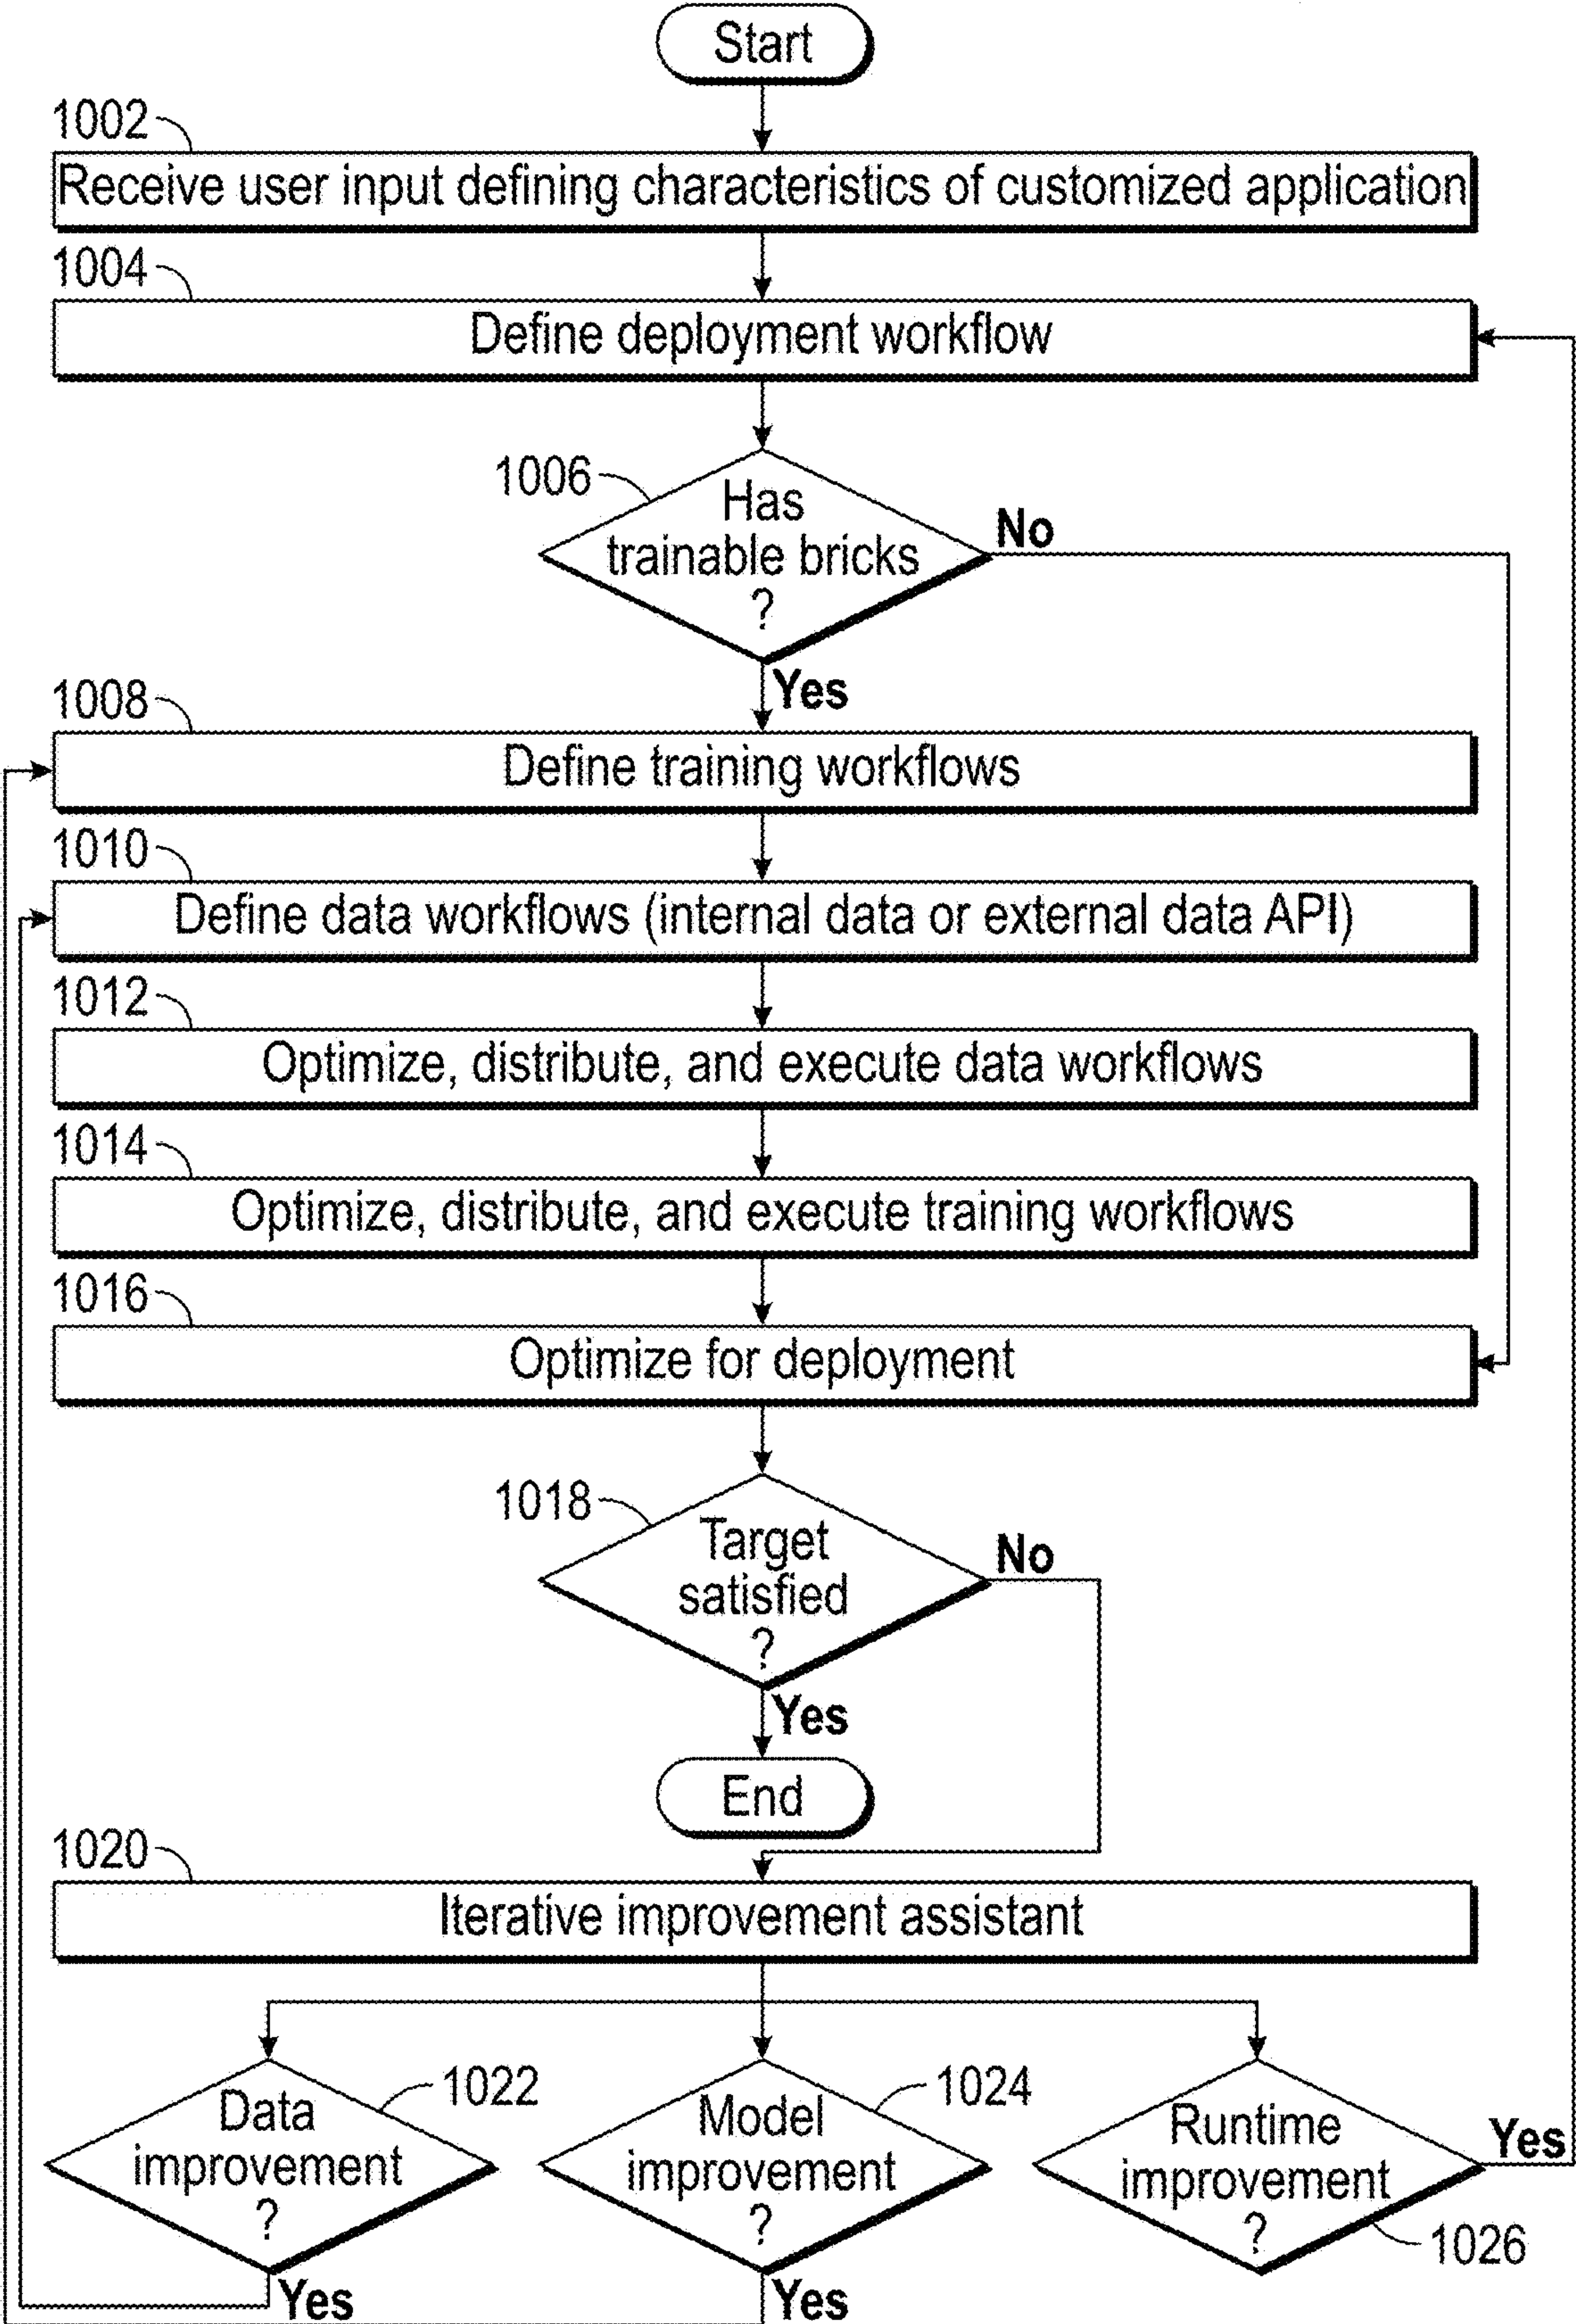 Start
1002
Receive user input defining characteristics of customized application
1004
Define deployment workflow
1006
Has
trainable bricks
?
No
Yes
1008
Define training workflows
1010
Define data workflows (internal data or external data API)
1012
Optimize, distribute, and execute data workflows
1014
Optimize, distribute, and execute training workflows
1016
Optimize for deployment
1018
Target
satisfied
?
No
Yes
End
1020
Iterative improvement assistant
1022
Data
improvement
?
Yes
1024
Model
improvement
?
Yes
Runtime
improvement
?
Yes
1026